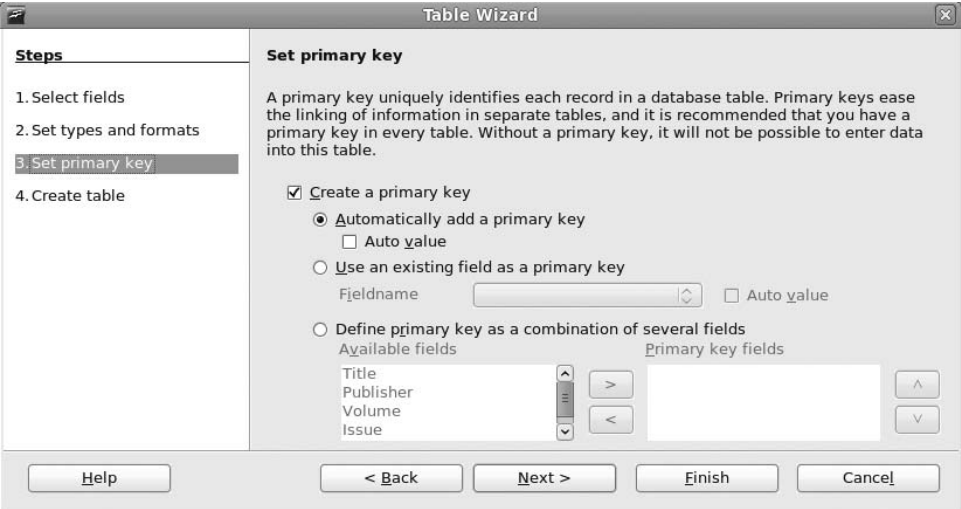 Table Wizard
Steps
1. Select fields
2. Set types and formats
3. Set primary key
4. Create table
Set primary key
A primary key uniquely identifies each record in a database table. Primary keys ease
the linking of information in separate tables, and it is recommended that you have a
primary key in every table. Without a primary key, it will not be possible to enter data
into this table.
Create a primary key
Automatically add a primary key
Auto value
Use an existing field as a primary key
Fieldname
Auto value
Define primary key as a combination of several fields
Available fields
Primary key fields
Title
Publisher
Volume
Issue
>
<
Help
< Back
Next >
Finish
Cancel